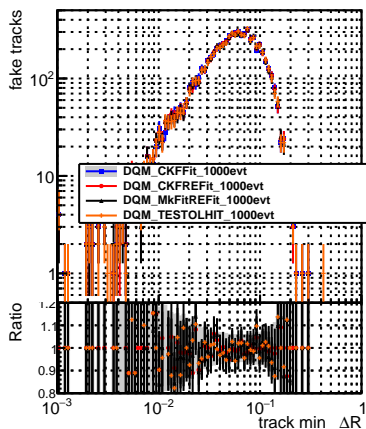 fake tracks
10²
10
1
DQM_CKFFit_1000evt
DQM_CKFREFit_1000evt
DQM_MkFitREFit_1000evt
DQM_TESTOLHIT_1000evt
Ratio
1.2
1.1
1
0.9
0.8
10⁻³ 10⁻² 10⁻¹ 1
track min ΔR